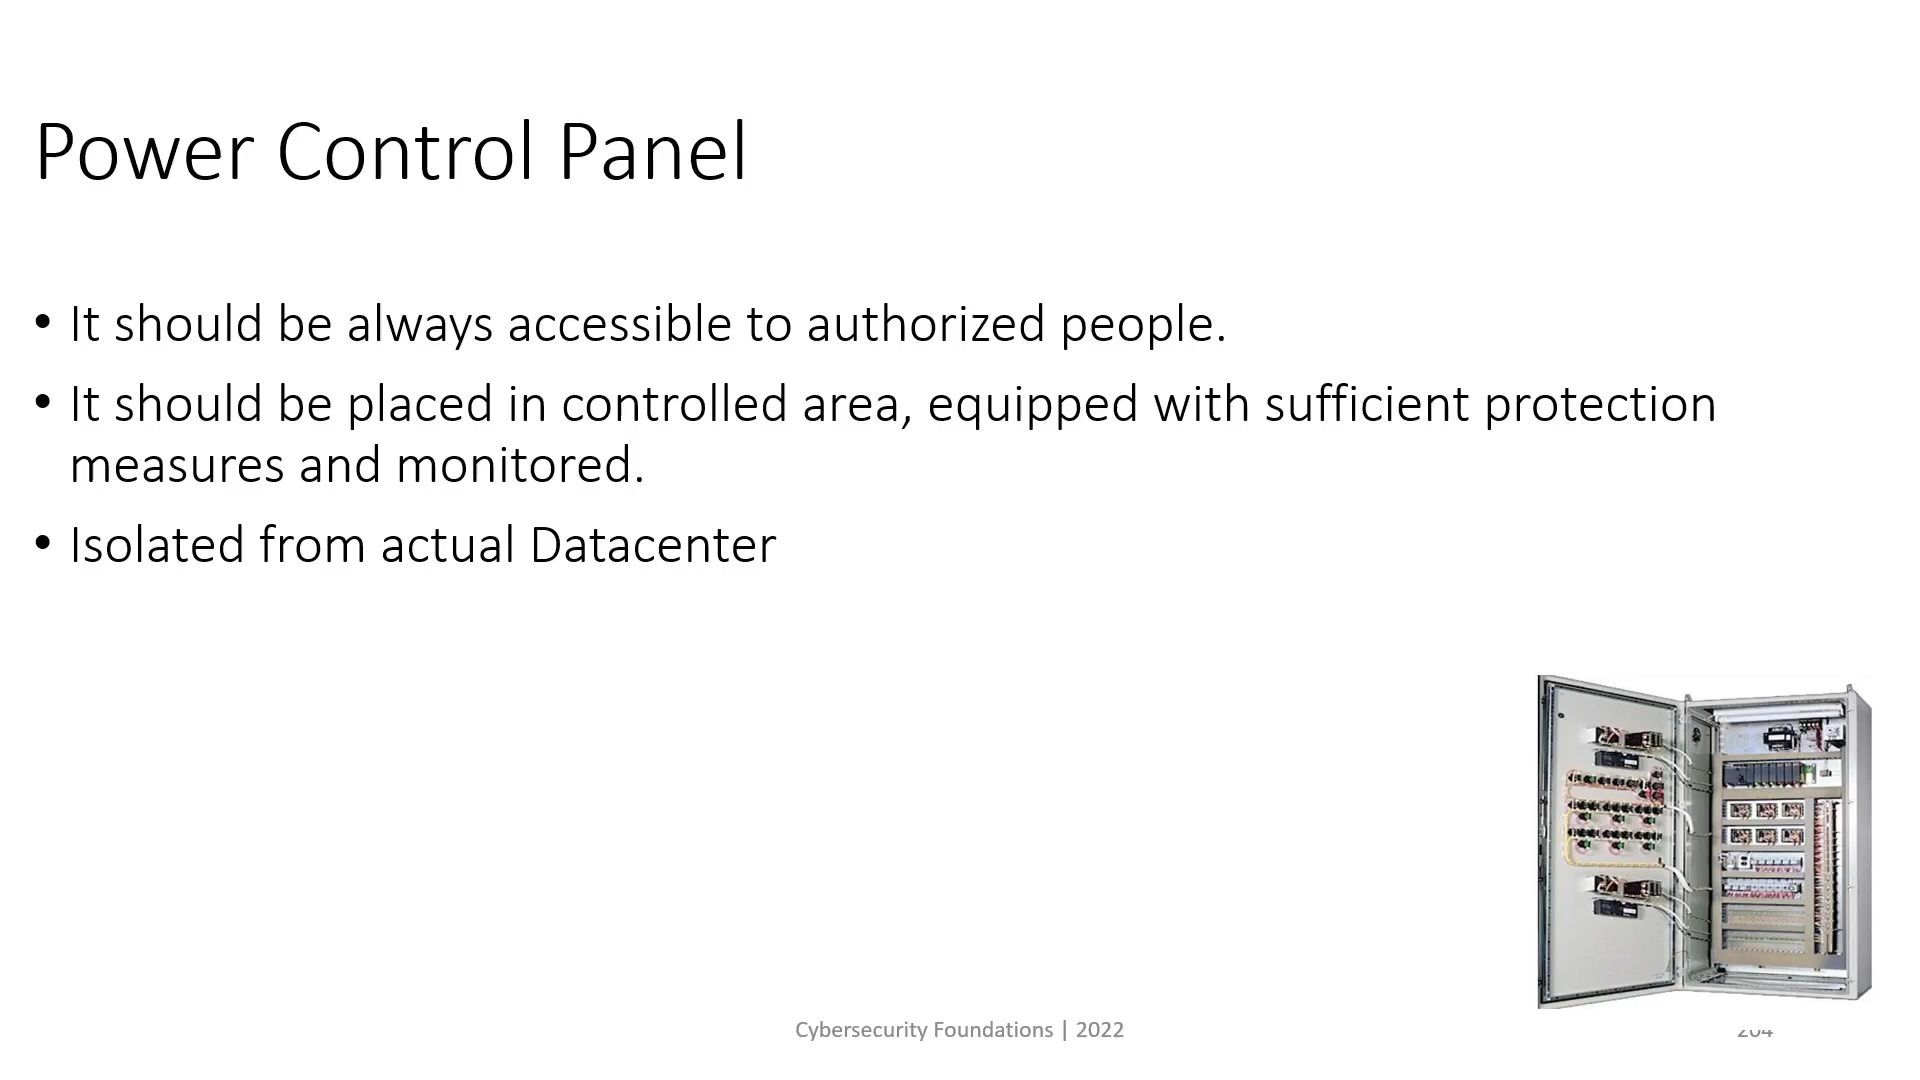 Power Control Panel
• It should be always accessible to authorized people.
• It should be placed in controlled area, equipped with sufficient protection
measures and monitored.
• Isolated from actual Datacenter
Cybersecurity Foundations | 2022
204